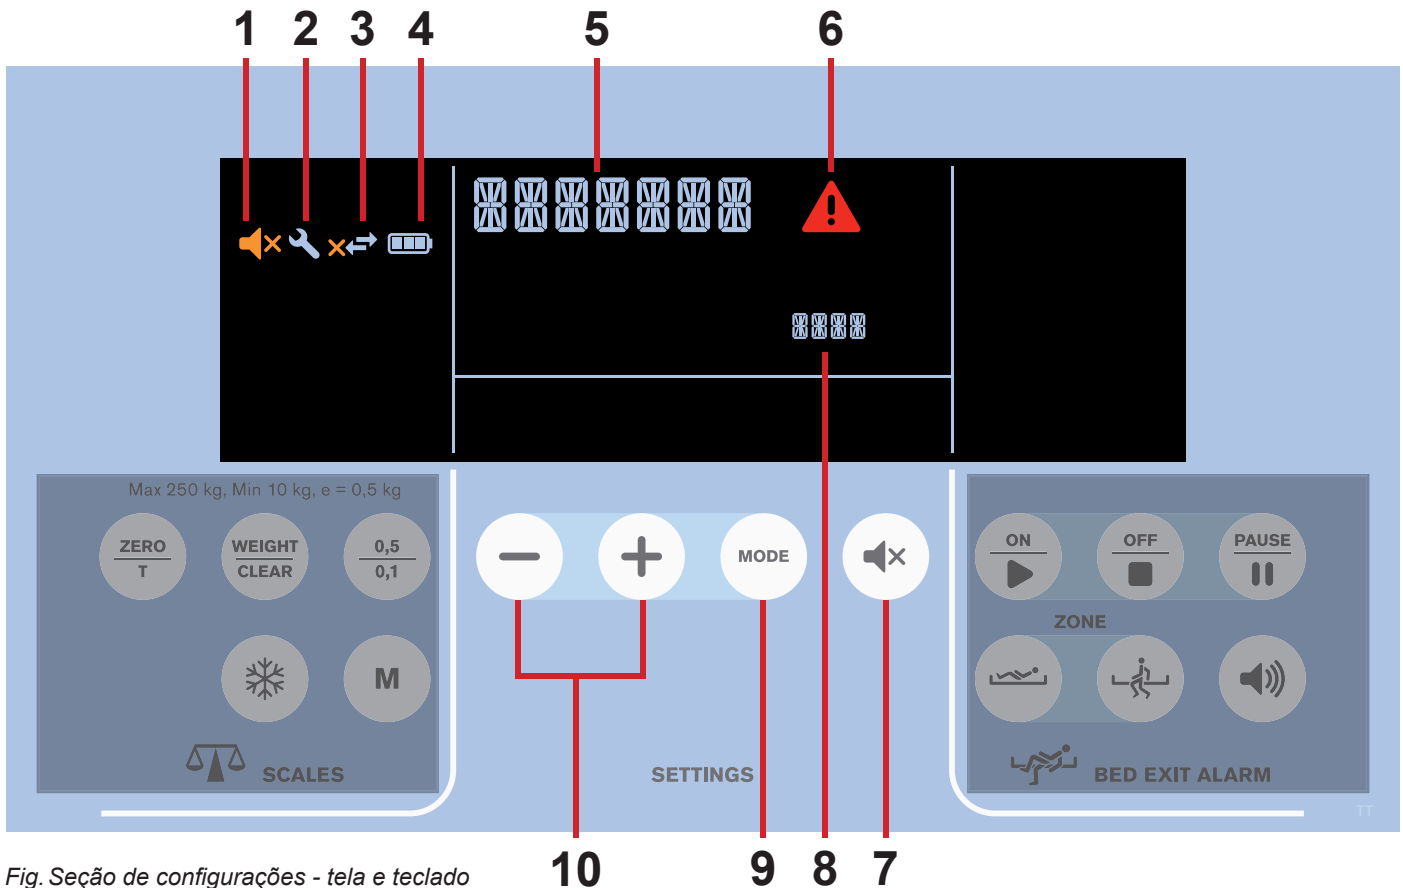 1 2 3 4 5 6
Max 250 kg, Min 10 kg, e = 0,5 kg
ZERO
T
WEIGHT
CLEAR
0,5
0,1
MODE
ON
OFF
PAUSE
ZONE
M
SCALES
SETTINGS
BED EXIT ALARM
TT
10 9 8 7
Fig. Seção de configurações - tela e teclado